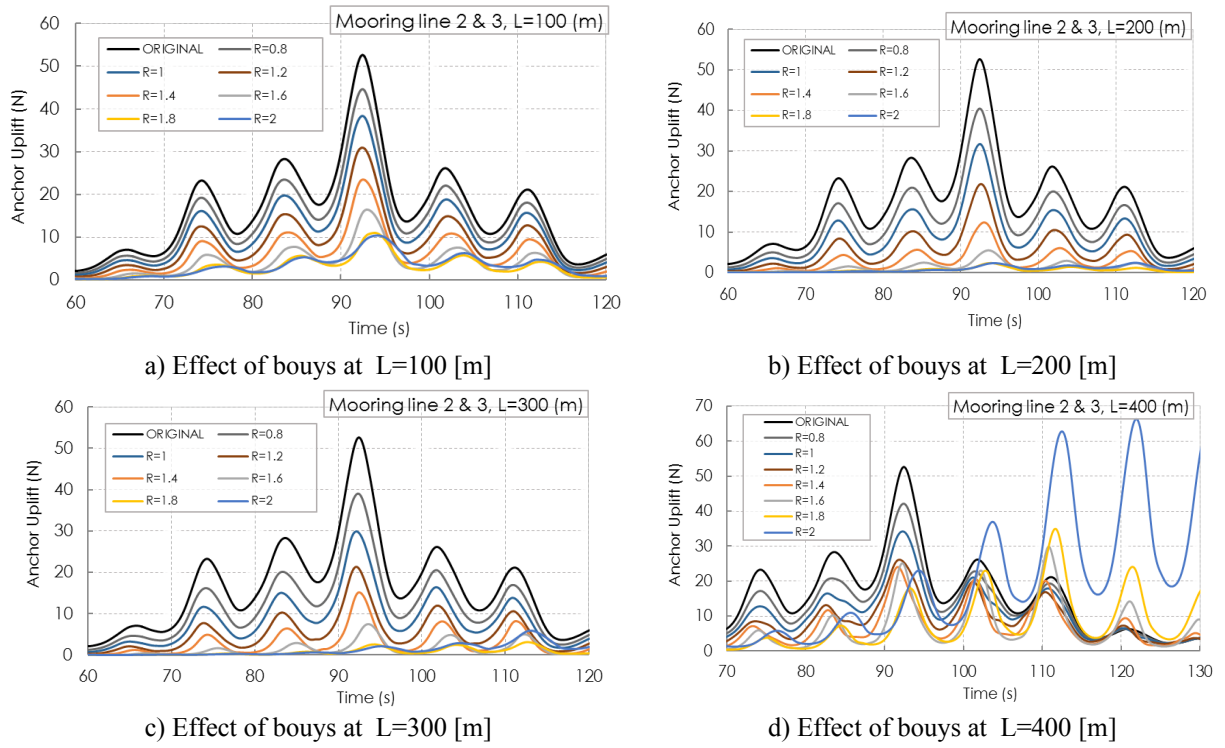 Mooring line 2 & 3, L=100 (m)
60
50
40
30
20
10
0
Anchor Uplift (N)
ORIGINAL R=0.8
R=1 R=1.2
R=1.4 R=1.6
R=1.8 R=2
60 70 80 90 100 110 120
Time (s)
a) Effect of bouys at L=100 [m]
Mooring line 2 & 3, L=200 (m)
60
50
40
30
20
10
0
Anchor Uplift (N)
ORIGINAL R=0.8
R=1 R=1.2
R=1.4 R=1.6
R=1.8 R=2
60 70 80 90 100 110 120
Time (s)
b) Effect of bouys at L=200 [m]
Mooring line 2 & 3, L=300 (m)
60
50
40
30
20
10
0
Anchor Uplift (N)
ORIGINAL R=0.8
R=1 R=1.2
R=1.4 R=1.6
R=1.8 R=2
60 70 80 90 100 110 120
Time (s)
c) Effect of bouys at L=300 [m]
Mooring line 2 & 3, L=400 (m)
70
60
50
40
30
20
10
0
Anchor Uplift (N)
ORIGINAL
R=0.8
R=1
R=1.2
R=1.4
R=1.6
R=1.8
R=2
70 80 90 100 110 120 130
Time (s)
d) Effect of bouys at L=400 [m]